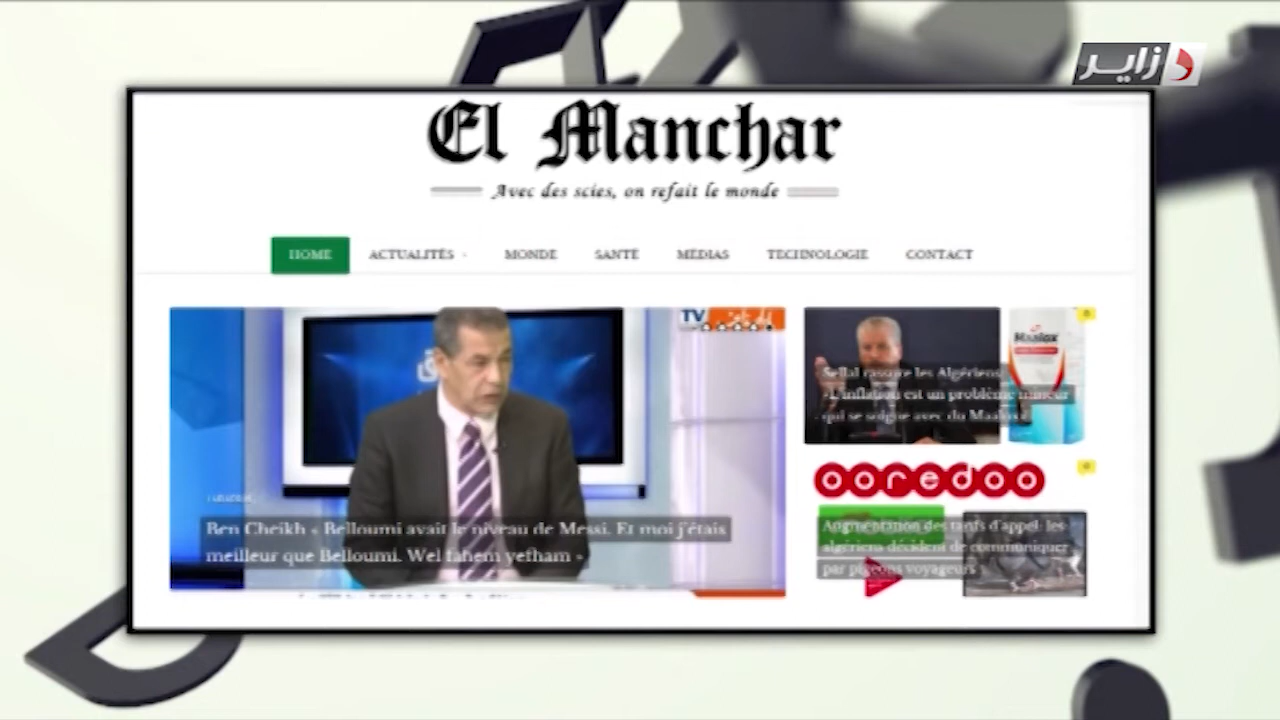 زاير
El Manchar
Avec des scies, on refait le monde
HOME ACTUALITÉS MONDE SANTÉ MÉDIAS TECHNOLOGIE CONTACT
TV
Ben Cheikh « Belloumi avait le niveau de Messi. Et moi j'étais
meilleur que Belloumi. Wel fahem yefham »
Maalox
Sellal rassure les Algériens:
«L'inflation est un problème mineur
qui se soigne avec du Maalox»
ooredoo
Augmentation des tarifs d'appel: les
algériens décident de communiquer
par pigeons voyageurs